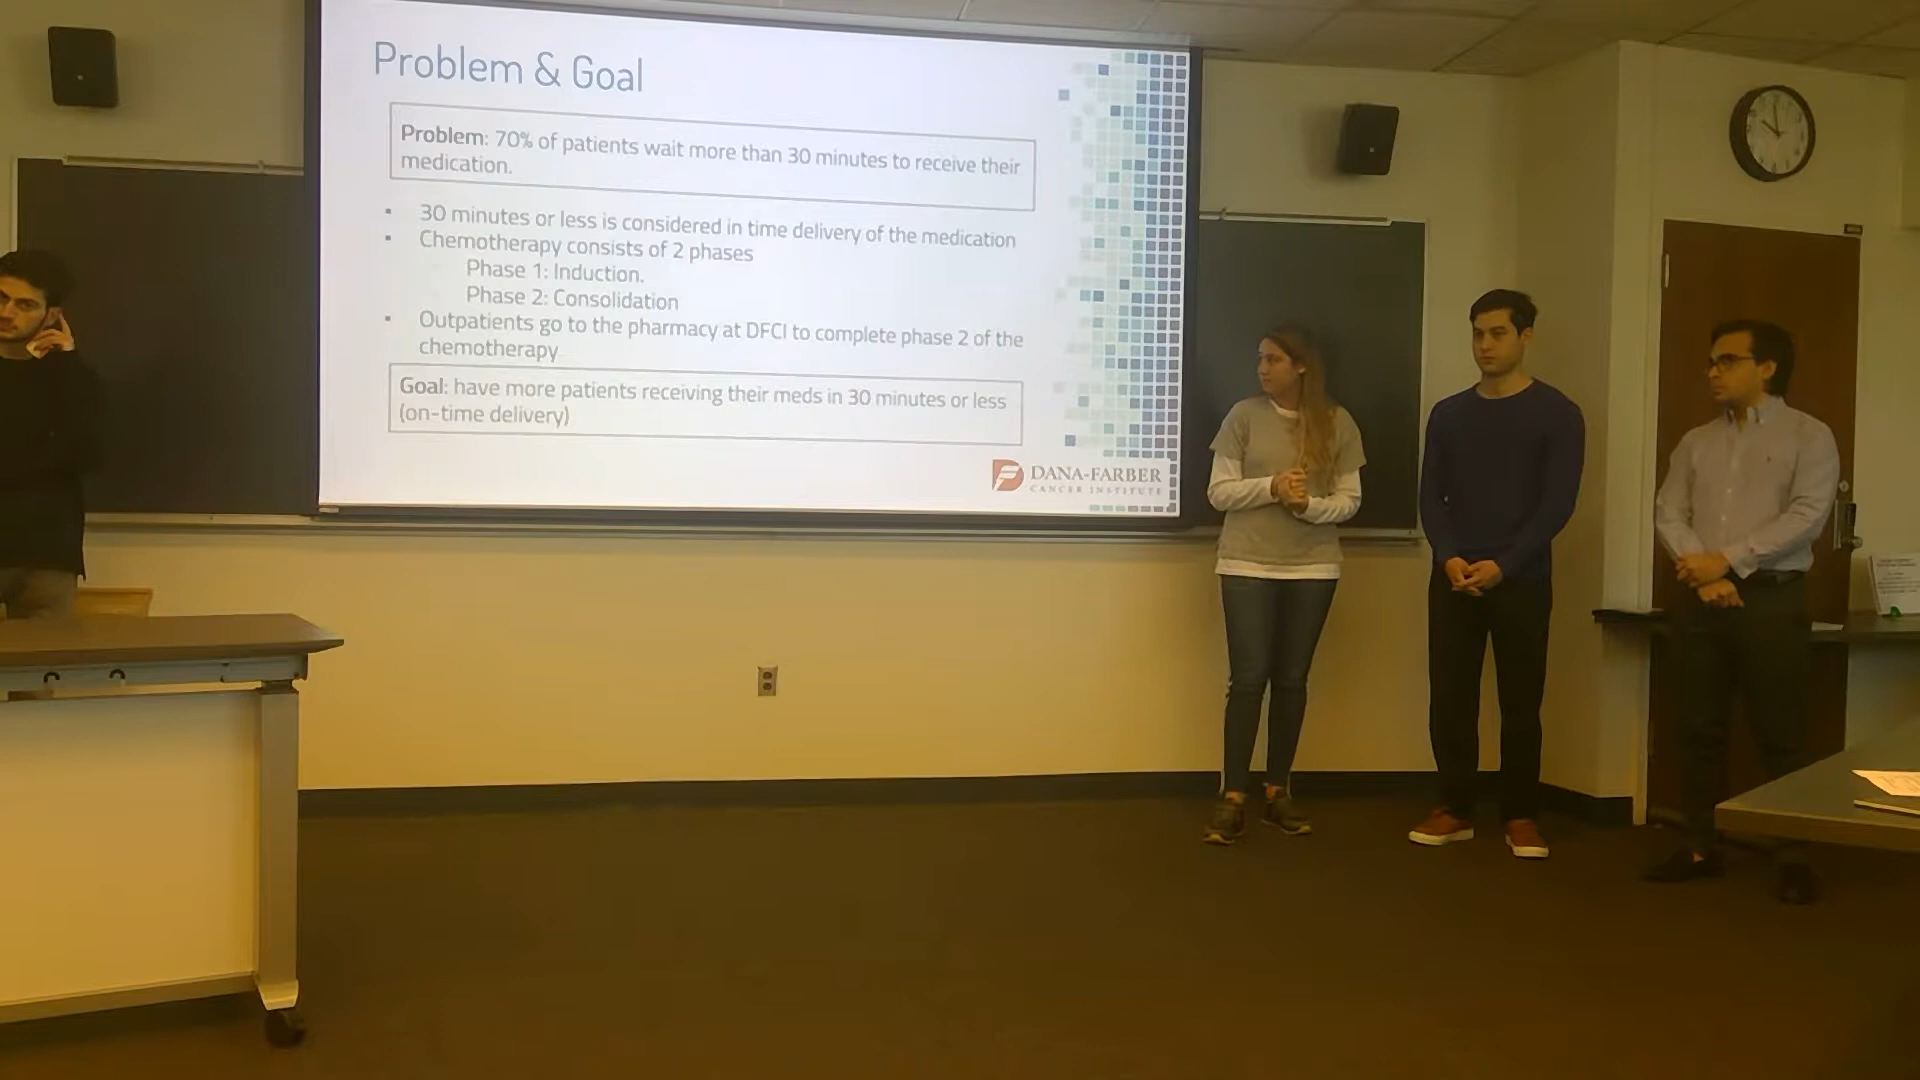 Problem & Goal
Problem: 70% of patients wait more than 30 minutes to receive their
medication.
▪ 30 minutes or less is considered in time delivery of the medication
▪ Chemotherapy consists of 2 phases
Phase 1: Induction.
Phase 2: Consolidation
▪ Outpatients go to the pharmacy at DFCI to complete phase 2 of the
chemotherapy
Goal: have more patients receiving their meds in 30 minutes or less
(on-time delivery)
DANA-FARBER
CANCER INSTITUTE